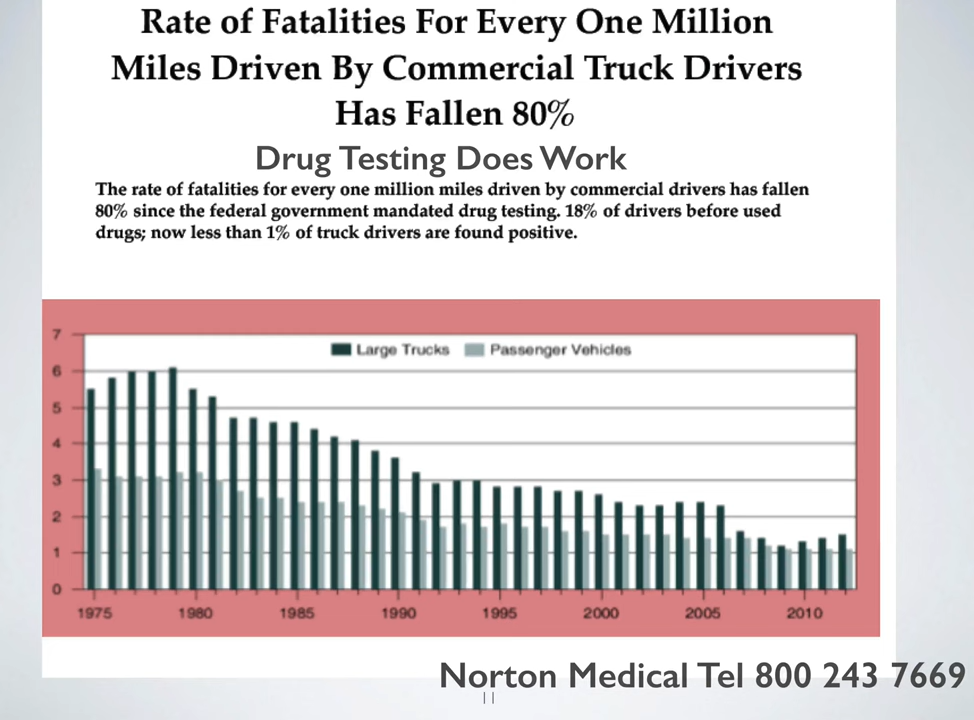 Rate of Fatalities For Every One Million
Miles Driven By Commercial Truck Drivers
Has Fallen 80%
Drug Testing Does Work
The rate of fatalities for every one million miles driven by commercial drivers has fallen
80% since the federal government mandated drug testing. 18% of drivers before used
drugs; now less than 1% of truck drivers are found positive.
7
Large Trucks Passenger Vehicles
6
5
4
3
2
1
0
1975 1980 1985 1990 1995 2000 2005 2010
Norton Medical Tel 800 243 7669
11